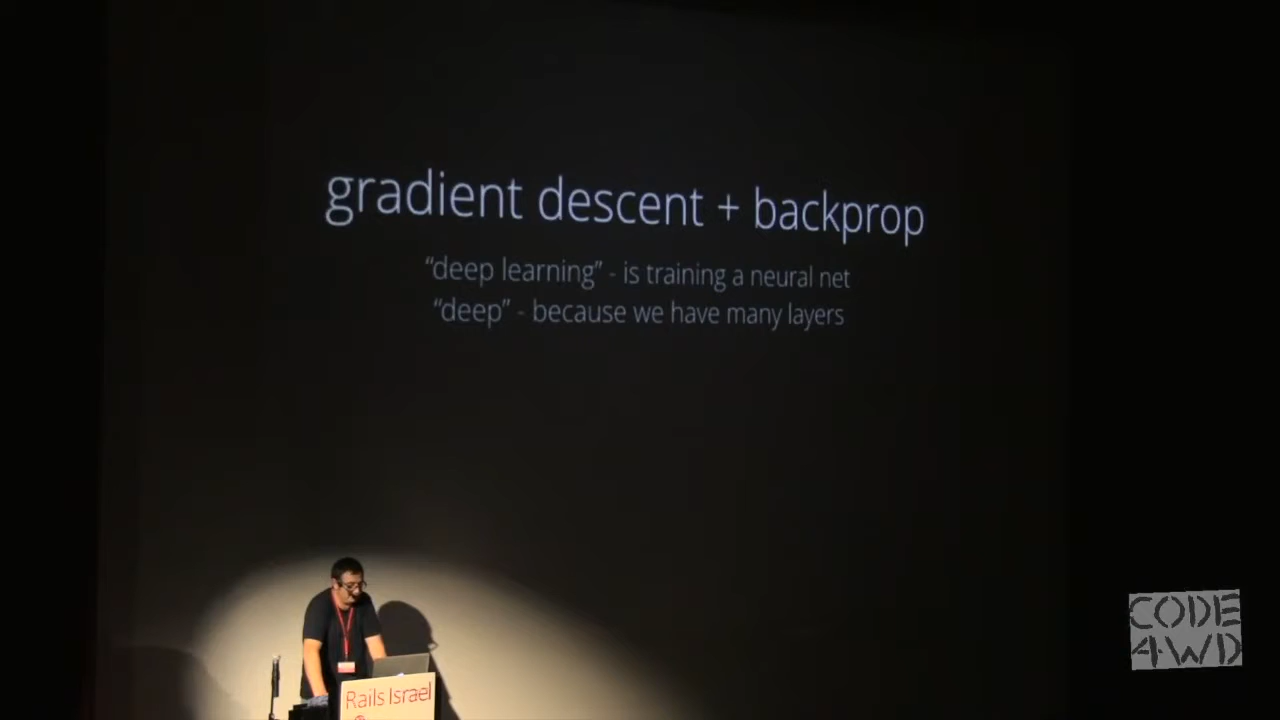 gradient descent + backprop
“deep learning” - is training a neural net
“deep” - because we have many layers
Rails Israel
CODE
4WD